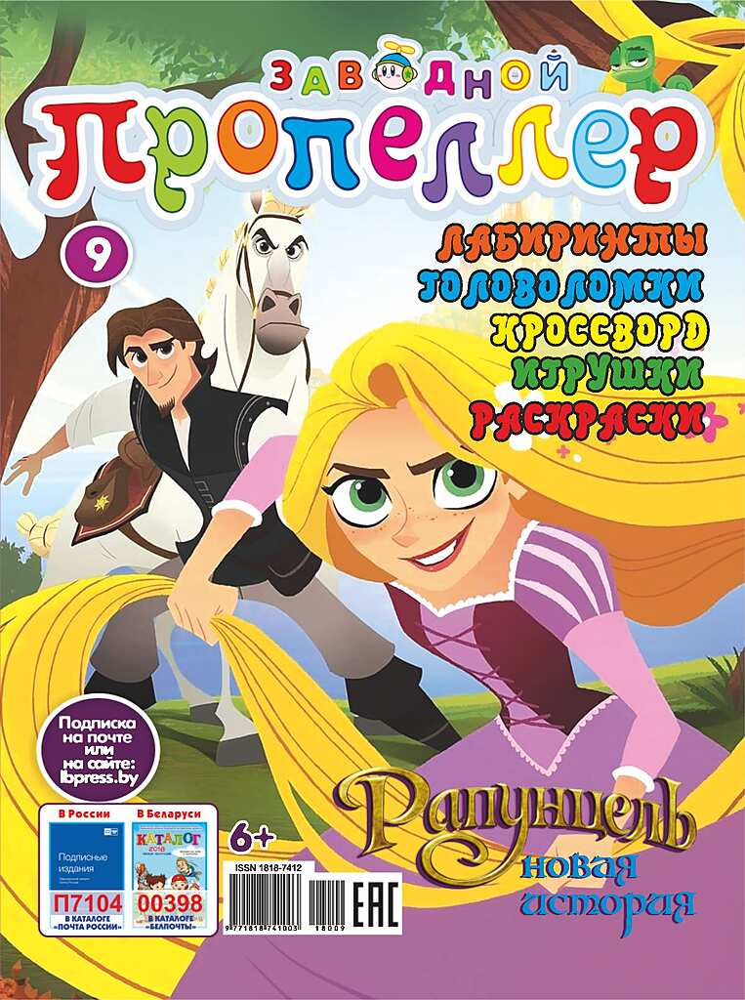 ЗАВОДНОЙ
ПРОПЕЛЛЕР
9
ЛАБИРИНТЫ
ГОЛОВОЛОМКИ
КРОССВОРД
ИГРУШКИ
РАСКРАСКИ
Подписка
на почте
или
на сайте:
lbpress.by
В России
В Беларуси
Подписные
издания
КАТАЛОГ
2018
П7104
00398
В КАТАЛОГЕ
«ПОЧТА РОССИИ»
В КАТАЛОГЕ
«БЕЛПОЧТЫ»
6+
ISSN 1818-7412
9 771818 741003
18009
ЕАС
Рапунцель
новая
история